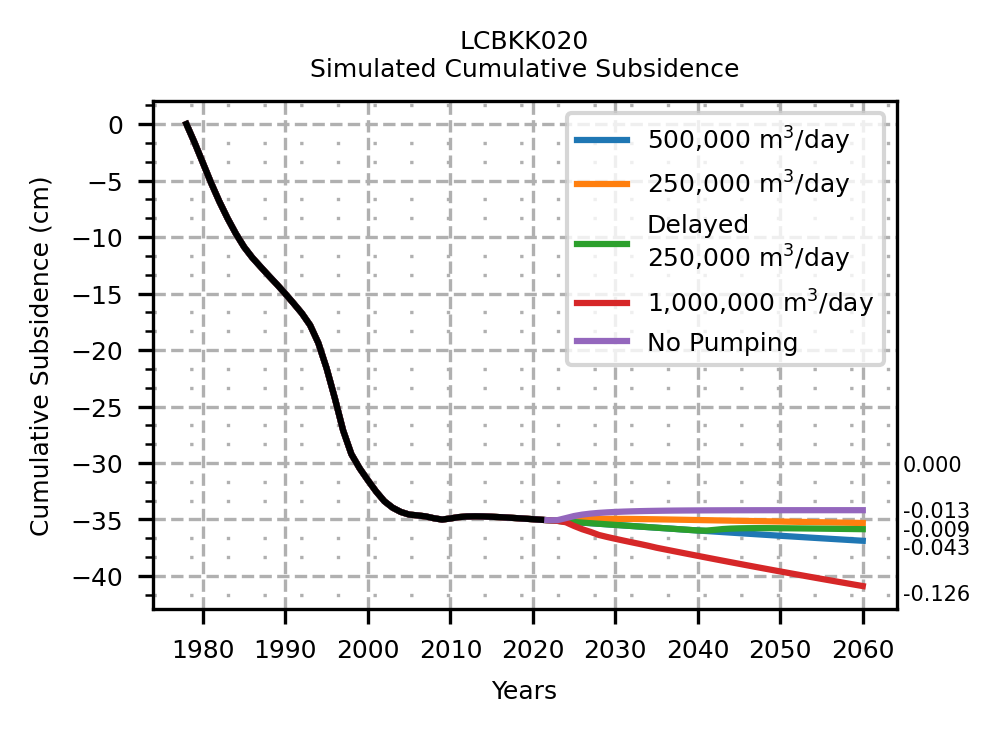 LCBKK020
Simulated Cumulative Subsidence
Cumulative Subsidence (cm)
0
−5
−10
−15
−20
−25
−30
−35
−40
500,000 m³/day
250,000 m³/day
Delayed
250,000 m³/day
1,000,000 m³/day
No Pumping
0.000
-0.013
-0.009
-0.043
-0.126
1980 1990 2000 2010 2020 2030 2040 2050 2060
Years